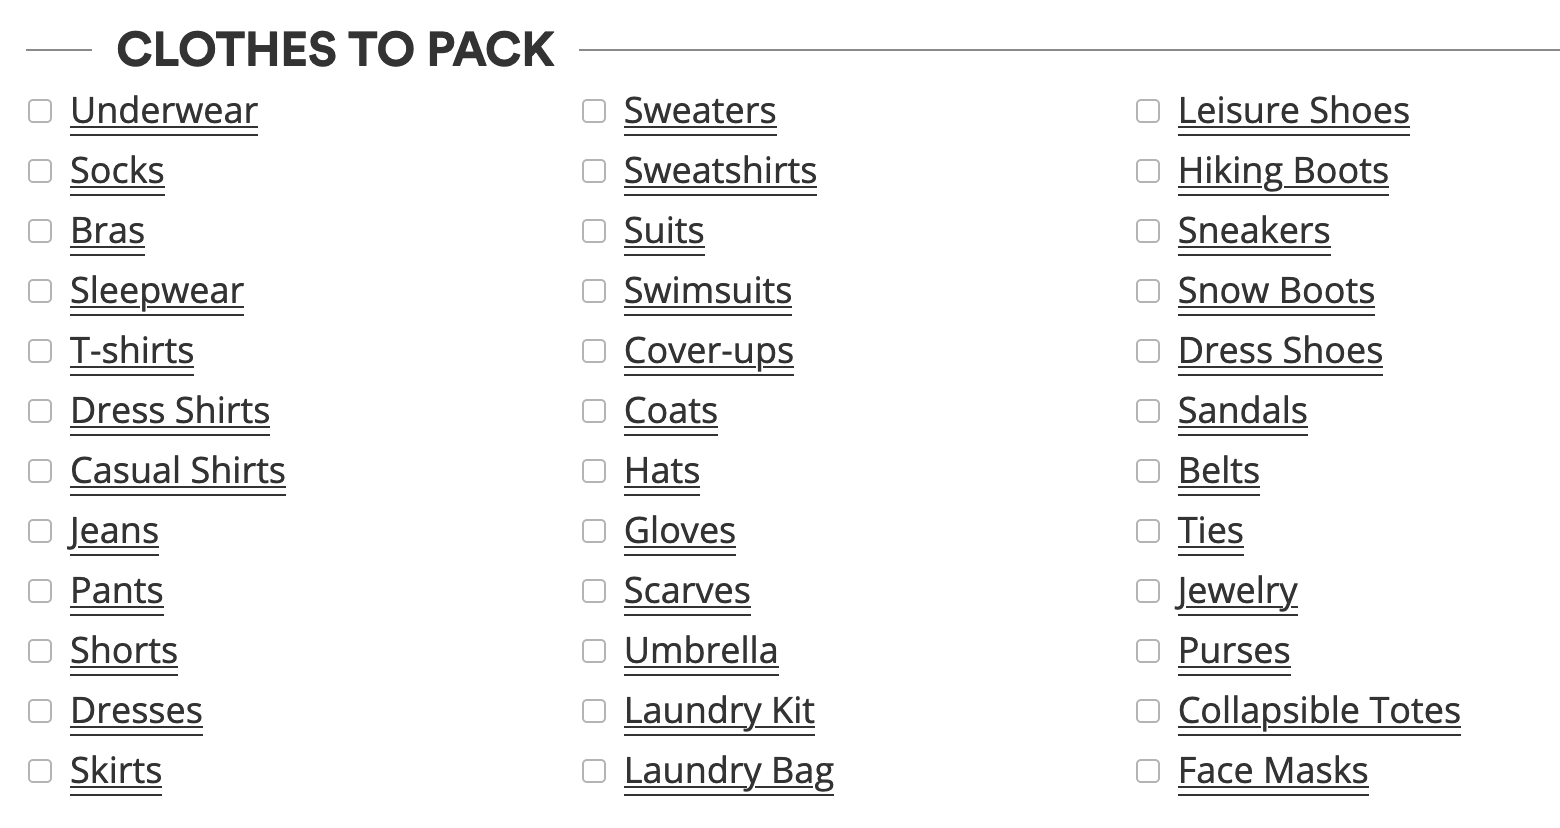 CLOTHES TO PACK
Underwear
Socks
Bras
Sleepwear
T-shirts
Dress Shirts
Casual Shirts
Jeans
Pants
Shorts
Dresses
Skirts
Sweaters
Sweatshirts
Suits
Swimsuits
Cover-ups
Coats
Hats
Gloves
Scarves
Umbrella
Laundry Kit
Laundry Bag
Leisure Shoes
Hiking Boots
Sneakers
Snow Boots
Dress Shoes
Sandals
Belts
Ties
Jewelry
Purses
Collapsible Totes
Face Masks